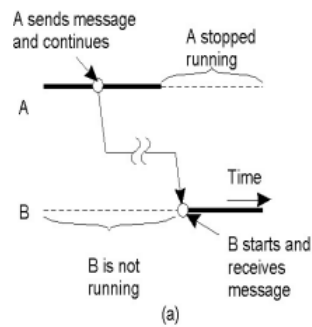 A sends message
and continues
A stopped
running
A
Time
B
B is not
running
B starts and
receives
message
(a)